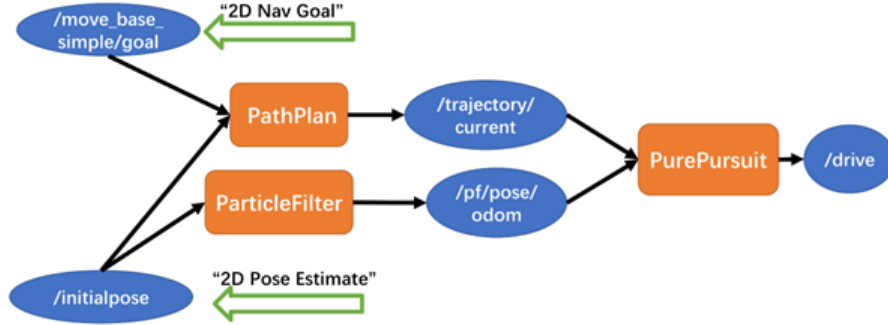 /move_base_
simple/goal
“2D Nav Goal”
PathPlan
/trajectory/
current
PurePursuit
/drive
ParticleFilter
/pf/pose/
odom
/initialpose
“2D Pose Estimate”